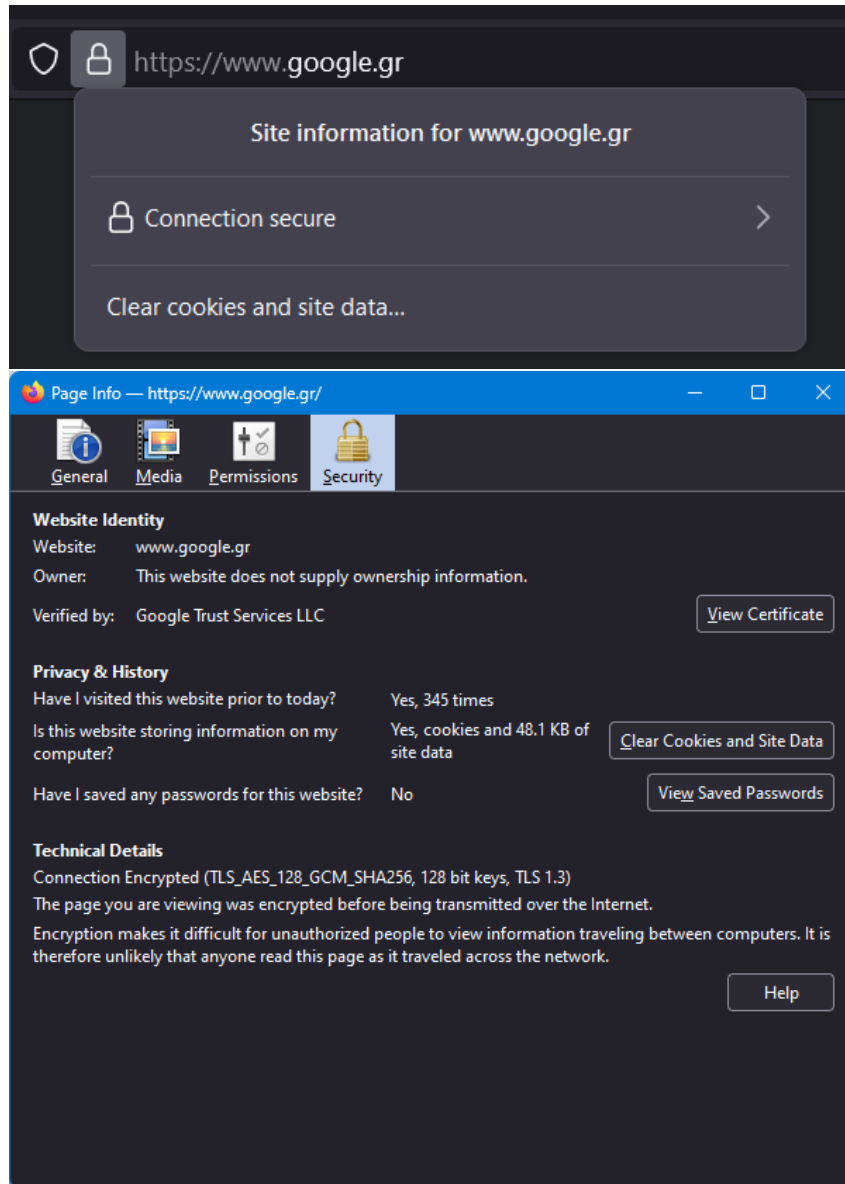 https://www.google.gr
Site information for www.google.gr
Connection secure
Clear cookies and site data...
Page Info — https://www.google.gr/
General Media Permissions Security
Website Identity
Website: www.google.gr
Owner: This website does not supply ownership information.
Verified by: Google Trust Services LLC View Certificate
Privacy & History
Have I visited this website prior to today? Yes, 345 times
Is this website storing information on my computer? Yes, cookies and 48.1 KB of site data Clear Cookies and Site Data
Have I saved any passwords for this website? No View Saved Passwords
Technical Details
Connection Encrypted (TLS_AES_128_GCM_SHA256, 128 bit keys, TLS 1.3)
The page you are viewing was encrypted before being transmitted over the Internet.
Encryption makes it difficult for unauthorized people to view information traveling between computers. It is
therefore unlikely that anyone read this page as it traveled across the network.
Help